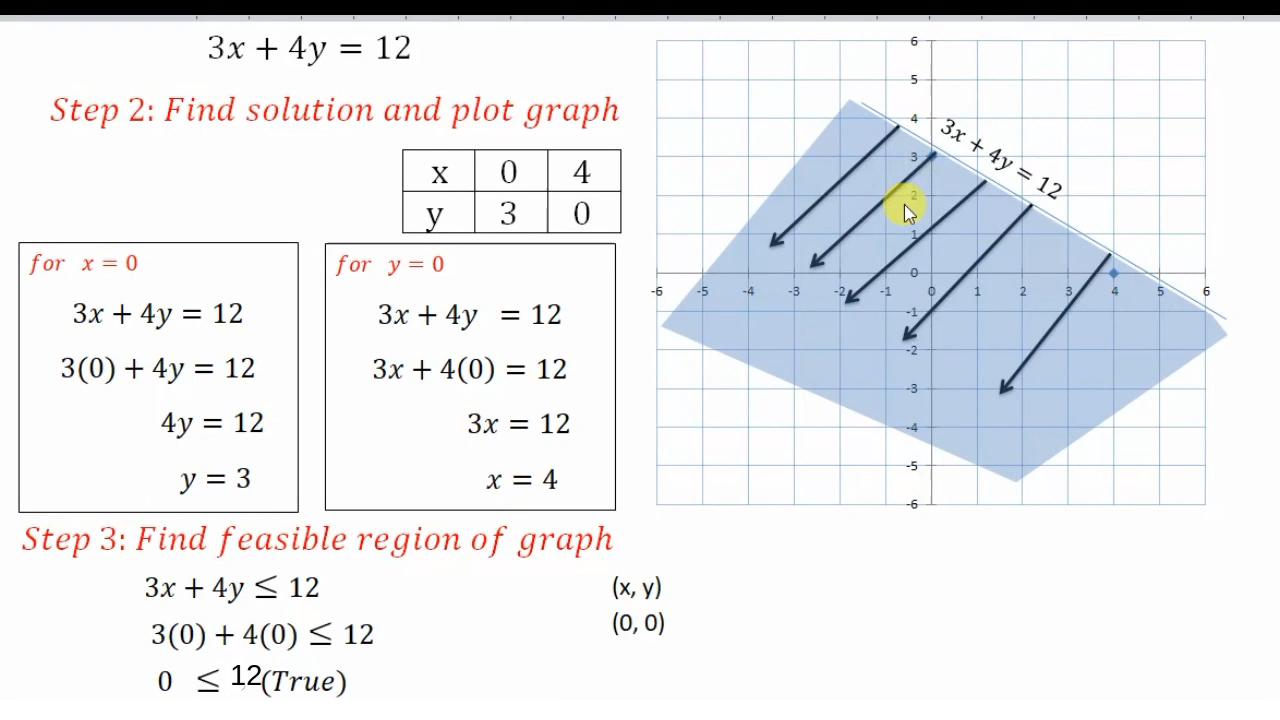 3x + 4y = 12
Step 2: Find solution and plot graph
x 0 4
y 3 0
for x = 0
3x + 4y = 12
3(0) + 4y = 12
4y = 12
y = 3
for y = 0
3x + 4y = 12
3x + 4(0) = 12
3x = 12
x = 4
Step 3: Find feasible region of graph
3x + 4y ≤ 12
3(0) + 4(0) ≤ 12
0 ≤ 12(True)
(x, y)
(0, 0)
6
5
4
3x + 4y = 12
3
2
1
0
-6 -5 -4 -3 -2 -1 0 1 2 3 4 5 6
-1
-2
-3
-4
-5
-6